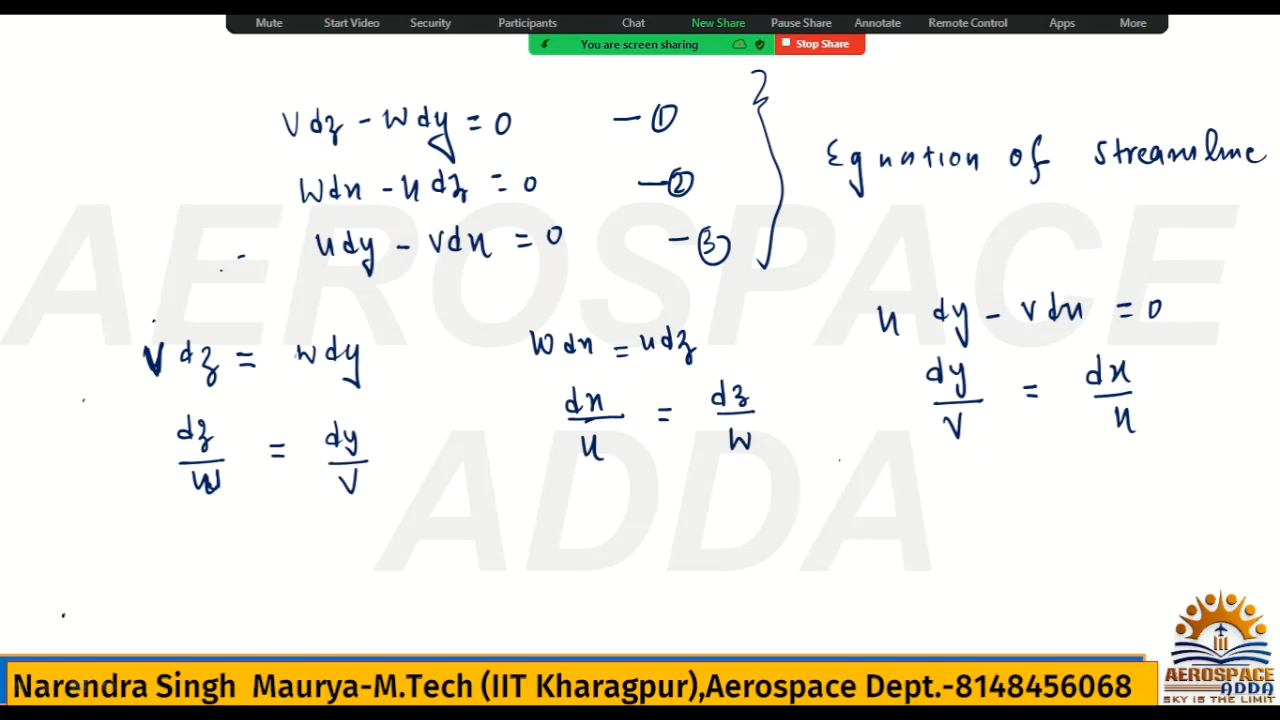 Mute Start Video Security Participants Chat New Share Pause Share Annotate Remote Control Apps More
You are screen sharing Stop Share
Vdz - Wdy = 0 — ①
Wdx - udz = 0 — ②
udy - vdx = 0 — ③
Equation of Streamline
u dy - vdx = 0
dy/V = dx/u
V dz = wdy
dz/W = dy/V
Wdx = udz
dx/u = dz/W
AEROSPACE
ADDA
Narendra Singh Maurya-M.Tech (IIT Kharagpur),Aerospace Dept.-8148456068
AEROSPACE
ADDA
SKY IS THE LIMIT